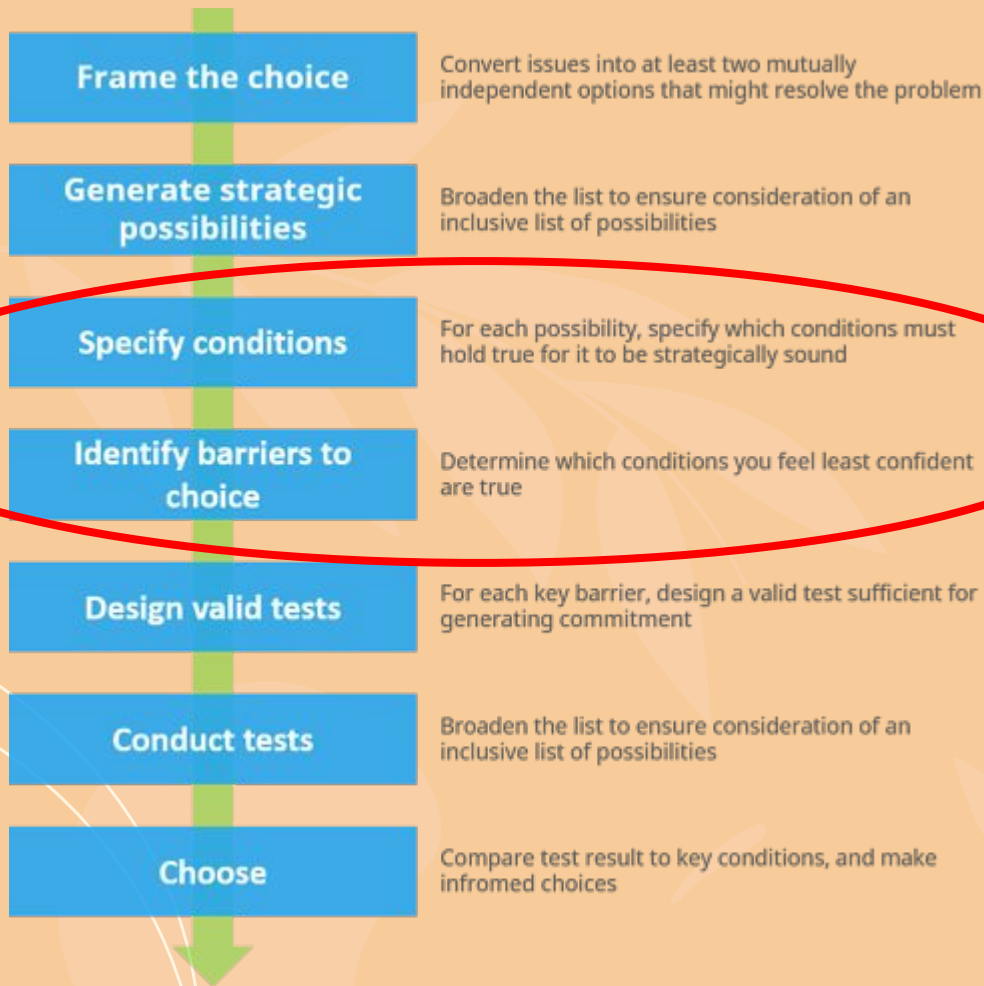 Frame the choice
Convert issues into at least two mutually
independent options that might resolve the problem
Generate strategic
possibilities
Broaden the list to ensure consideration of an
inclusive list of possibilities
Specify conditions
For each possibility, specify which conditions must
hold true for it to be strategically sound
Identify barriers to
choice
Determine which conditions you feel least confident
are true
Design valid tests
For each key barrier, design a valid test sufficient for
generating commitment
Conduct tests
Broaden the list to ensure consideration of an
inclusive list of possibilities
Choose
Compare test result to key conditions, and make
infromed choices